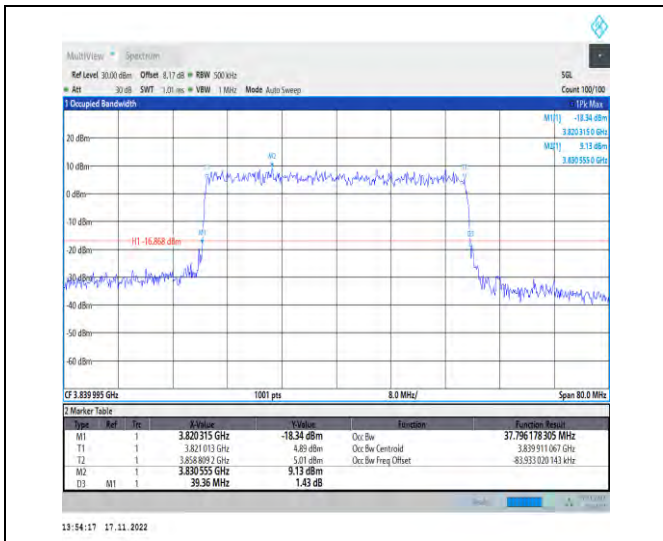 MultiView Spectrum
Ref Level 30.00 dBm Offset 8.17 dB RBW 500 kHz SGL
Att 30 dB SWT 1.01 ms VBW 1 MHz Mode Auto Sweep Count 100/100
1 Occupied Bandwidth 1Pk Max
M1[1] -18.34 dBm
3.820 315 0 GHz
M2[1] 9.13 dBm
3.830 555 0 GHz
20 dBm
M2
10 dBm
T1
0 dBm
-10 dBm
M1 D3
H1 -16.868 dBm
-20 dBm
-30 dBm
-40 dBm
-50 dBm
-60 dBm
CF 3.839 995 GHz 1001 pts 8.0 MHz/ Span 80.0 MHz
2 Marker Table
Type Ref Trc X-Value Y-Value Function Function Result
M1 1 3.820 315 GHz -18.34 dBm Occ Bw 37.796 178 305 MHz
T1 1 3.821 013 GHz 4.89 dBm Occ Bw Centroid 3.839 911 067 GHz
T2 1 3.858 809 2 GHz 5.01 dBm Occ Bw Freq Offset -83.933 020 143 kHz
M2 1 3.830 555 GHz 9.13 dBm
D3 M1 1 39.36 MHz 1.43 dB
13:54:17 17.11.2022